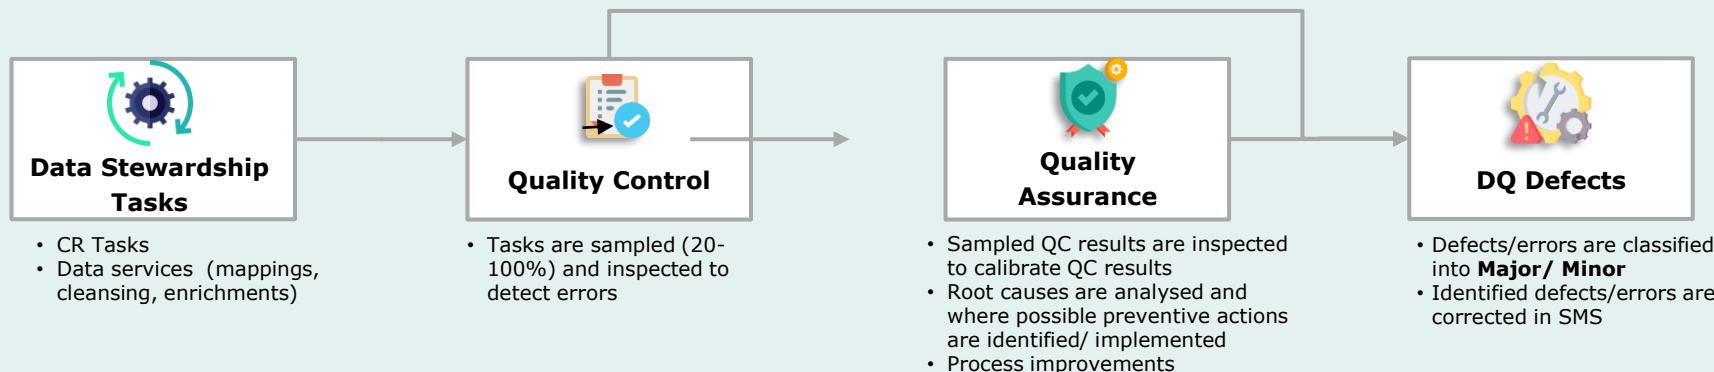 Data Stewardship
Tasks
• CR Tasks
• Data services (mappings,
cleansing, enrichments)
Quality Control
• Tasks are sampled (20-
100%) and inspected to
detect errors
Quality
Assurance
• Sampled QC results are inspected
to calibrate QC results
• Root causes are analysed and
where possible preventive actions
are identified/ implemented
• Process improvements
DQ Defects
• Defects/errors are classified
into Major/ Minor
• Identified defects/errors are
corrected in SMS